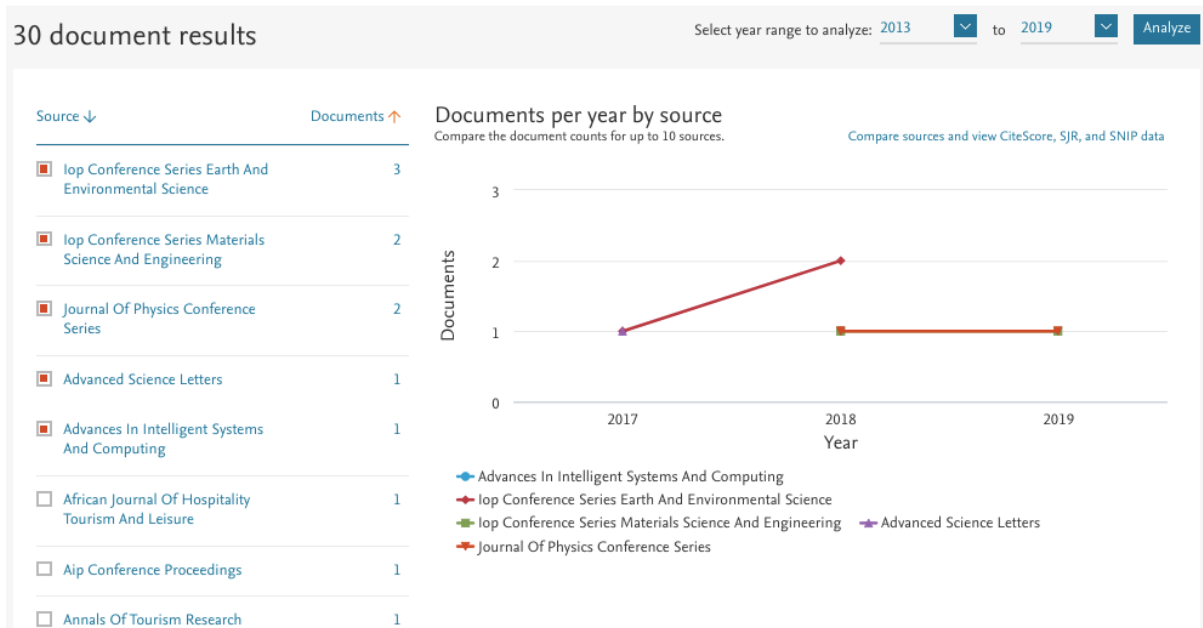 30 document results
Select year range to analyze: 2013 to 2019 Analyze
Source Documents
Iop Conference Series Earth And
Environmental Science 3
Iop Conference Series Materials
Science And Engineering 2
Journal Of Physics Conference
Series 2
Advanced Science Letters 1
Advances In Intelligent Systems
And Computing 1
African Journal Of Hospitality
Tourism And Leisure 1
Aip Conference Proceedings 1
Annals Of Tourism Research 1
Documents per year by source
Compare the document counts for up to 10 sources.
Compare sources and view CiteScore, SJR, and SNIP data
3
2
1
0
Documents
2017 2018 2019
Year
Advances In Intelligent Systems And Computing
Iop Conference Series Earth And Environmental Science
Iop Conference Series Materials Science And Engineering Advanced Science Letters
Journal Of Physics Conference Series